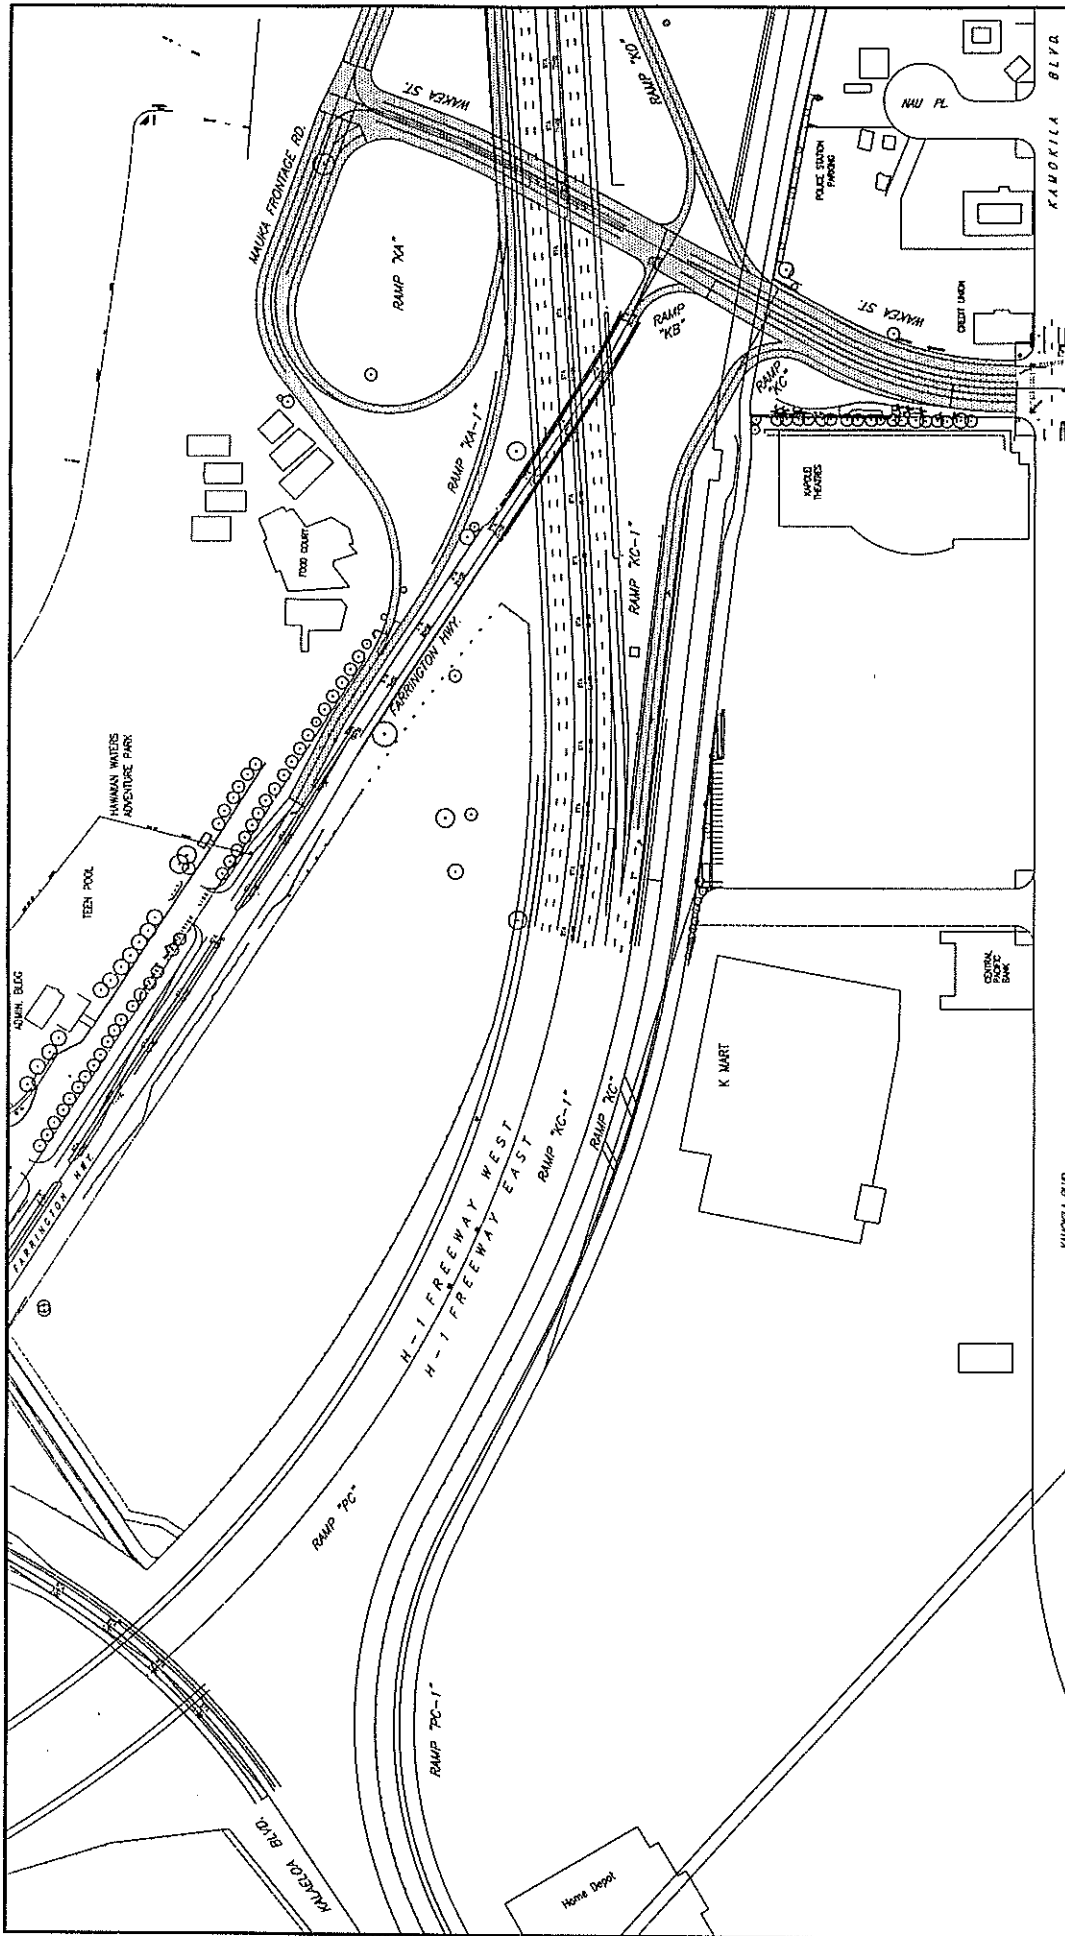 WAKEA ST.
RAMP "KD"
NAU PL.
KAMOKILA BLVD.
MAUKA FRONTAGE RD.
POLICE STATION
PARKING
RAMP "KA"
RAMP
"KB"
WAKEA ST.
CREDIT UNION
RAMP
"KC"
RAMP "KA-1"
KAPOLEI
THEATRES
FOOD COURT
RAMP "KC-1"
FARRINGTON HWY.
HAWAIIAN WATERS
ADVENTURE PARK
TEEN POOL
ADMIN. BLDG
CENTRAL
PACIFIC
BANK
K MART
RAMP "KC-1"
RAMP "KC"
FARRINGTON HWY.
H-1 FREEWAY WEST
H-1 FREEWAY EAST
RAMP "PC"
RAMP "PC-1"
KALAELOA BLVD.
Home Depot